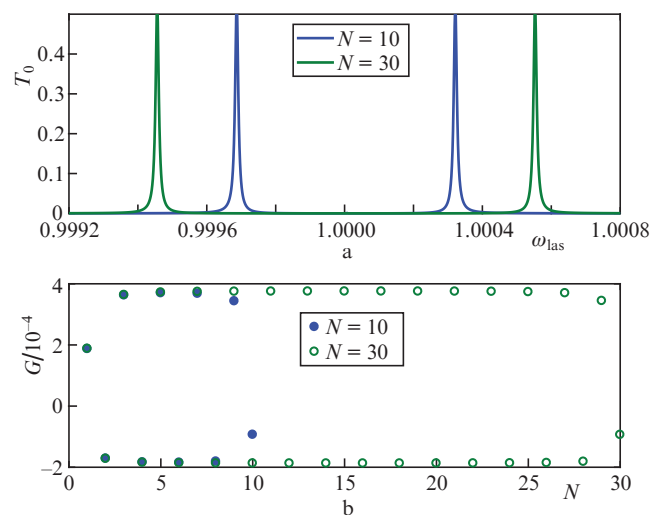 T0
0.4
0.3
0.2
0.1
0
N = 10
N = 30
0.9992 0.9996 1.0000 1.0004 1.0008
a ωlas
G/10−4
4
2
0
−2
N = 10
N = 30
0 5 10 15 20 25 30
b N